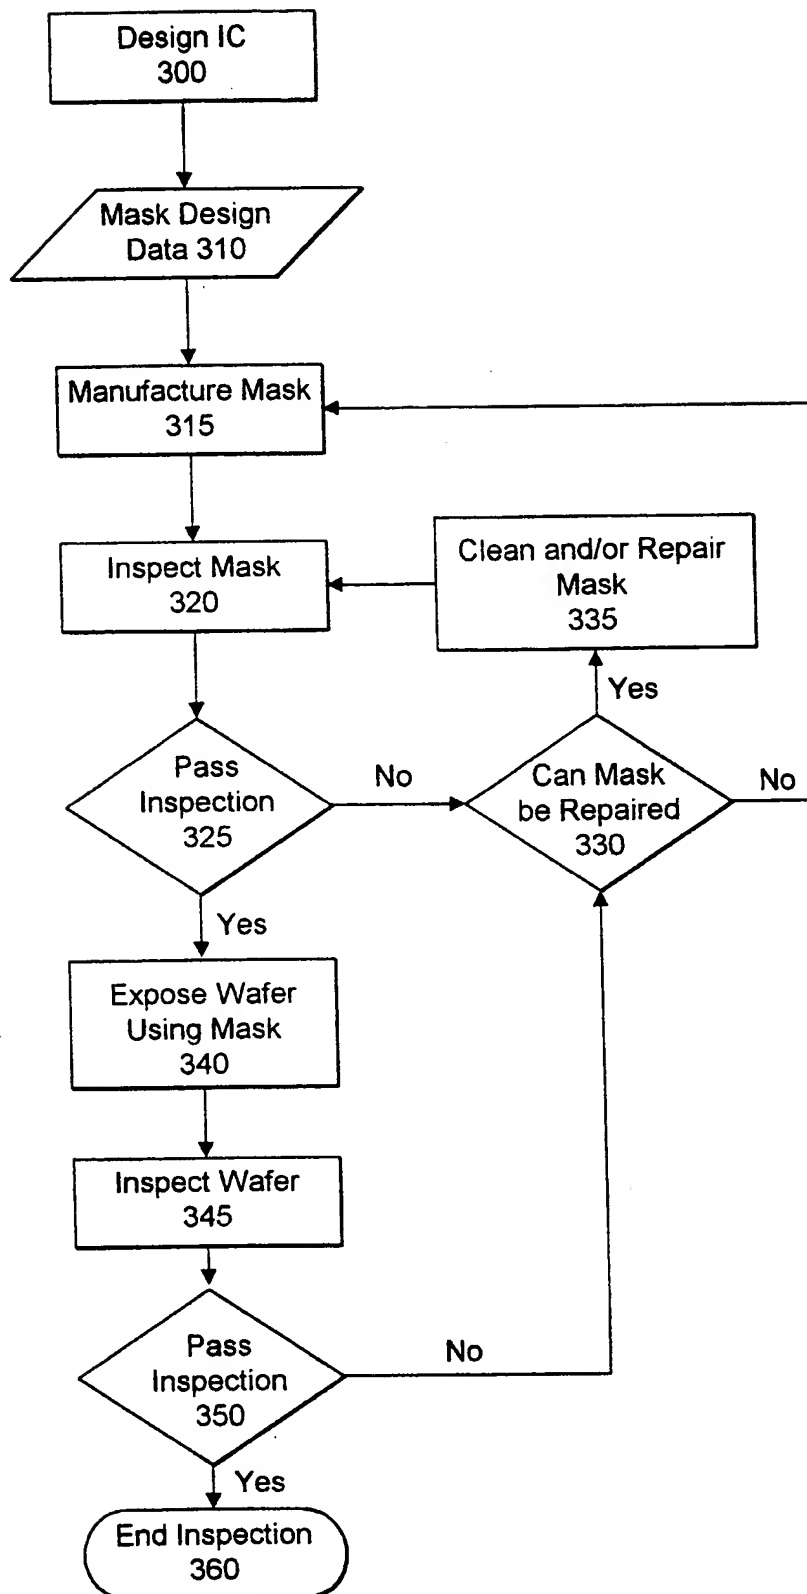 Design IC
300
Mask Design
Data 310
Manufacture Mask
315
Inspect Mask
320
Clean and/or Repair
Mask
335
Yes
Pass
Inspection
325
No
Can Mask
be Repaired
330
No
Yes
Expose Wafer
Using Mask
340
Inspect Wafer
345
Pass
Inspection
350
No
Yes
End Inspection
360